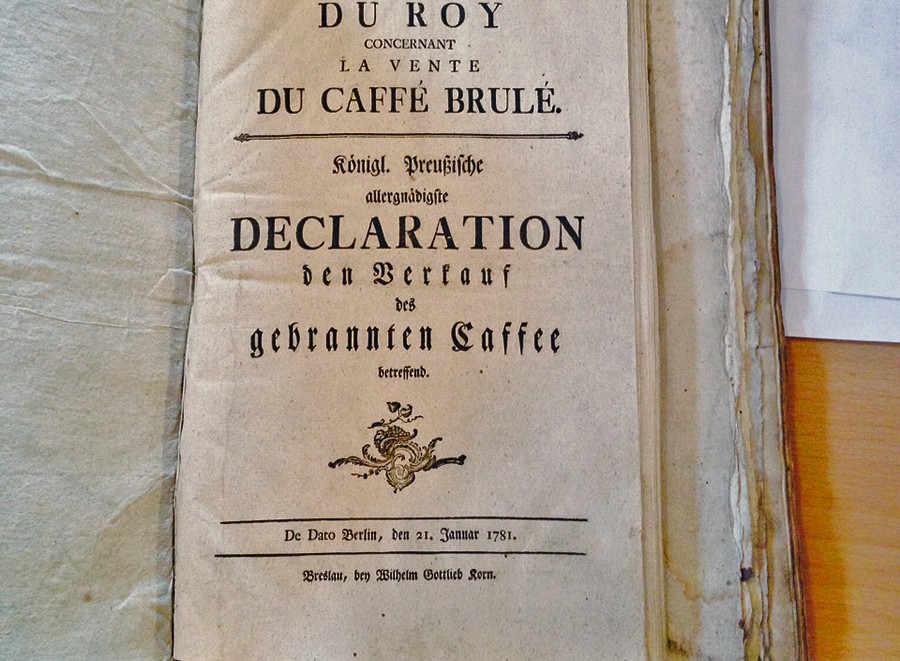 DU ROY
CONCERNANT
LA VENTE
DU CAFFÉ BRULÉ.
Königl. Preußiſche
allergnädigſte
DECLARATION
den Verkauf
des
gebrannten Caffee
betreffend.
De Dato Berlin, den 21. Januar 1781.
Breslau, bey Wilhelm Gottlieb Korn.